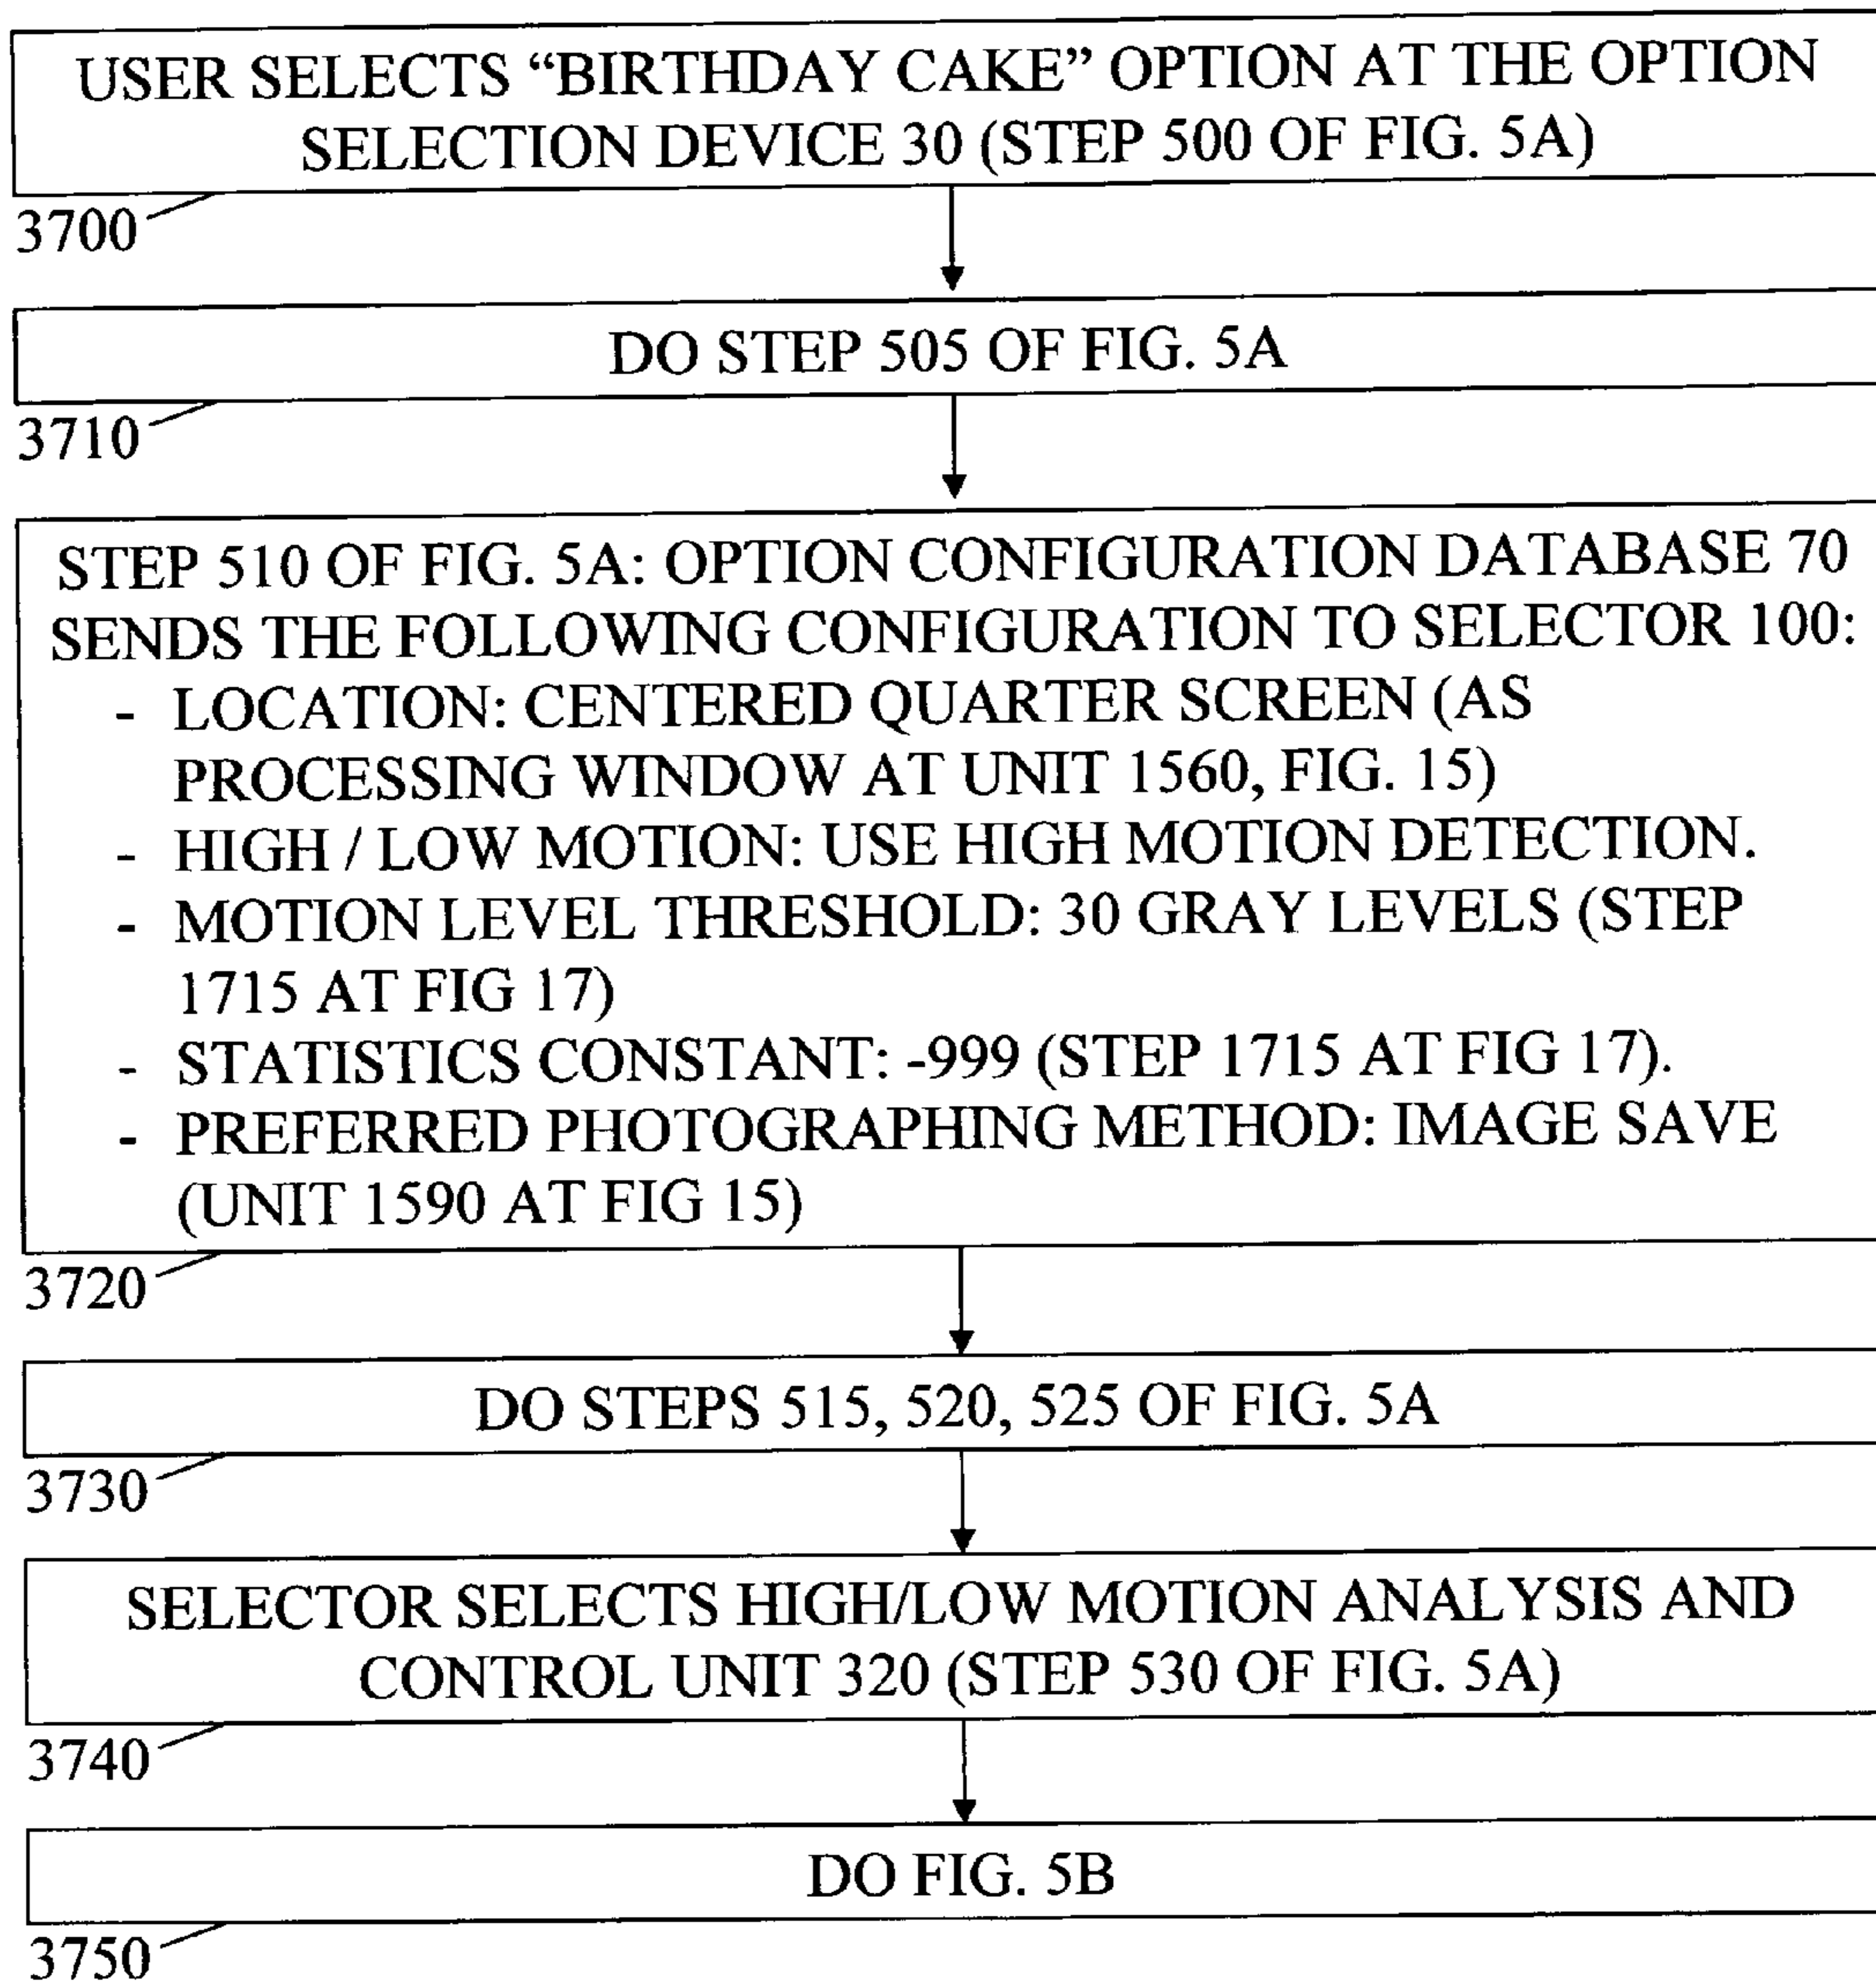 USER SELECTS “BIRTHDAY CAKE” OPTION AT THE OPTION
SELECTION DEVICE 30 (STEP 500 OF FIG. 5A)
3700
DO STEP 505 OF FIG. 5A
3710
STEP 510 OF FIG. 5A: OPTION CONFIGURATION DATABASE 70
SENDS THE FOLLOWING CONFIGURATION TO SELECTOR 100:
- LOCATION: CENTERED QUARTER SCREEN (AS
PROCESSING WINDOW AT UNIT 1560, FIG. 15)
- HIGH / LOW MOTION: USE HIGH MOTION DETECTION.
- MOTION LEVEL THRESHOLD: 30 GRAY LEVELS (STEP
1715 AT FIG 17)
- STATISTICS CONSTANT: -999 (STEP 1715 AT FIG 17).
- PREFERRED PHOTOGRAPHING METHOD: IMAGE SAVE
(UNIT 1590 AT FIG 15)
3720
DO STEPS 515, 520, 525 OF FIG. 5A
3730
SELECTOR SELECTS HIGH/LOW MOTION ANALYSIS AND
CONTROL UNIT 320 (STEP 530 OF FIG. 5A)
3740
DO FIG. 5B
3750